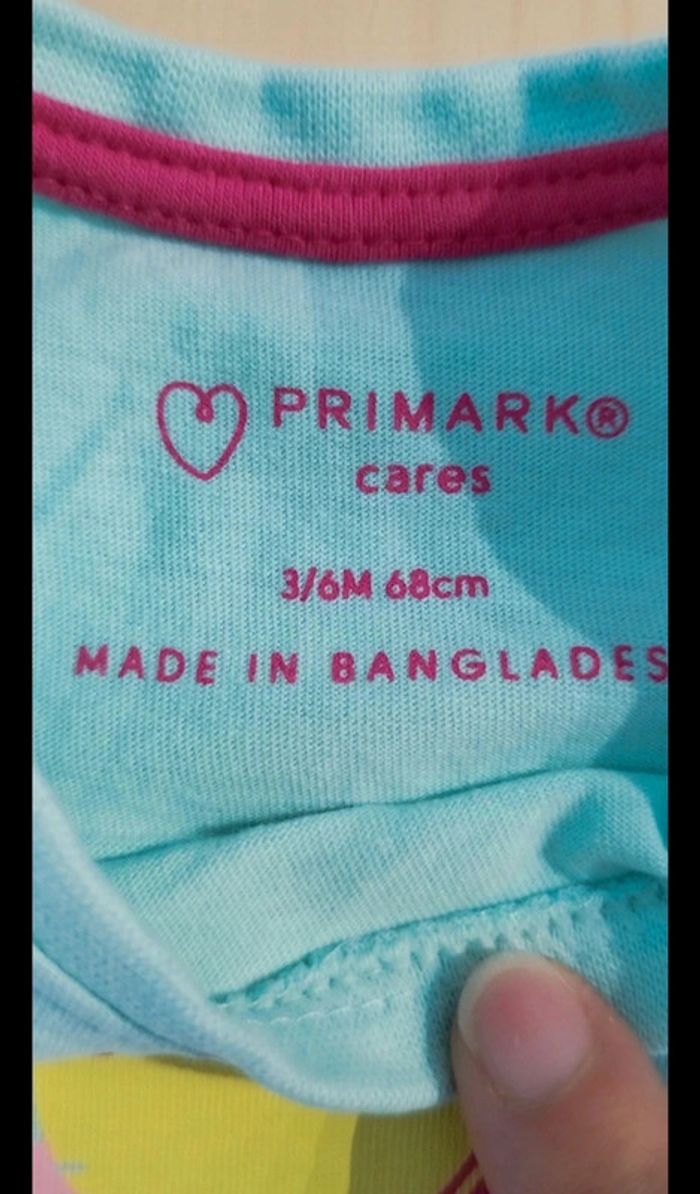 PRIMARK®
cares
3/6M 68cm
MADE IN BANGLADES